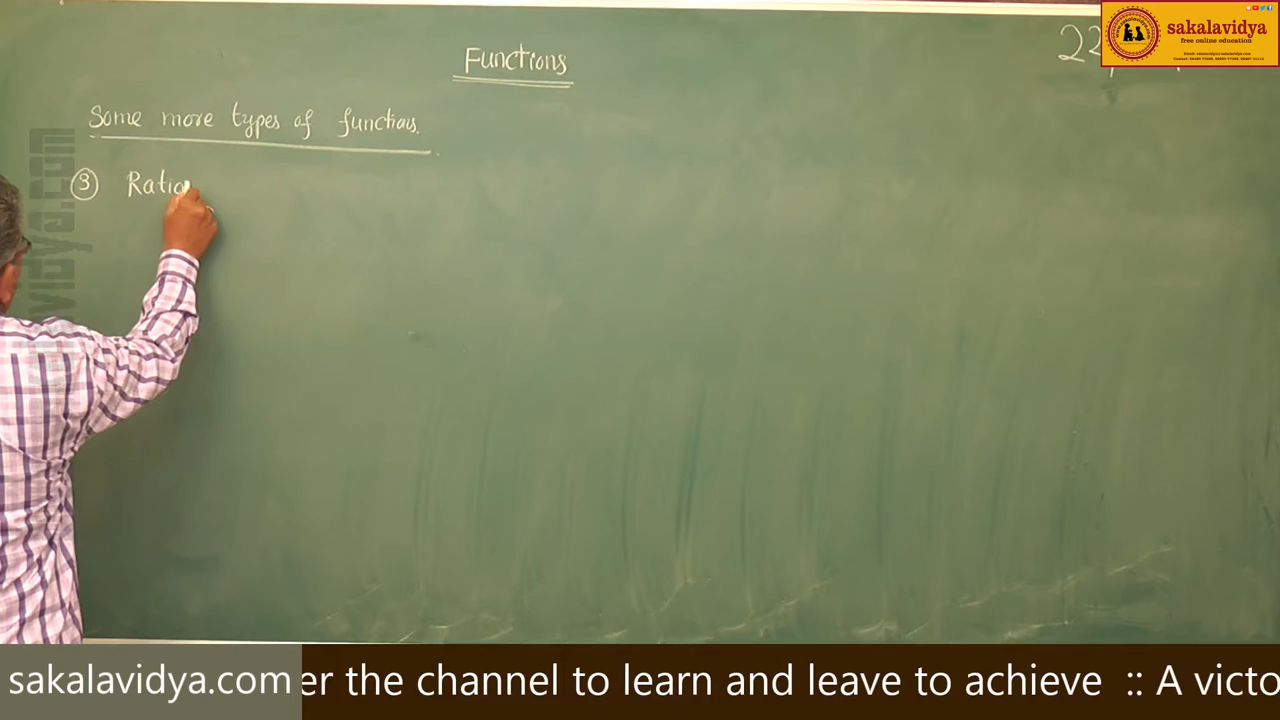 Functions
sakalavidya
free online education
Some more types of functions.
③ Ratio
sakalavidya.com
er the channel to learn and leave to achieve :: A victo